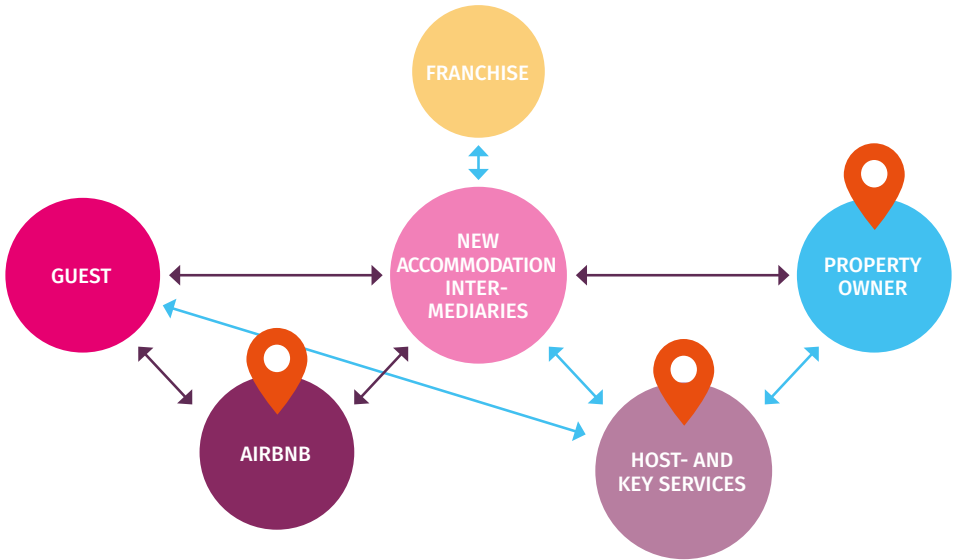 FRANCHISE
NEW
ACCOMMODATION
INTER-
MEDIARIES
GUEST
PROPERTY
OWNER
AIRBNB
HOST- AND
KEY SERVICES